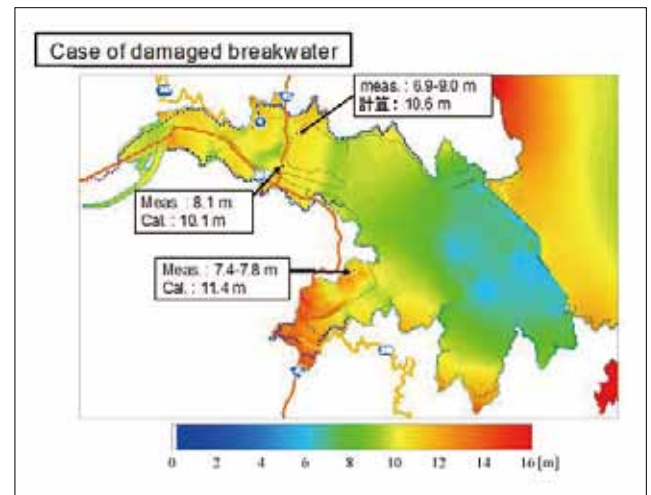 Case of damaged breakwater
meas. : 6.9-9.0 m
計算： 10.6 m
Meas. : 8.1 m
Cal. : 10.1 m
Meas. : 7.4-7.8 m
Cal. : 11.4 m
0 2 4 6 8 10 12 14 16 [m]